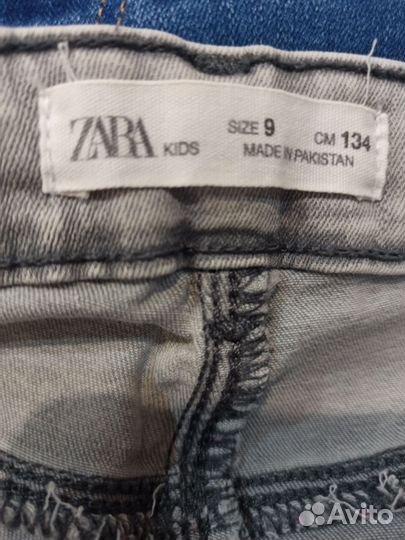 ZARA KIDS
SIZE 9 CM 134
MADE IN PAKISTAN
Avito